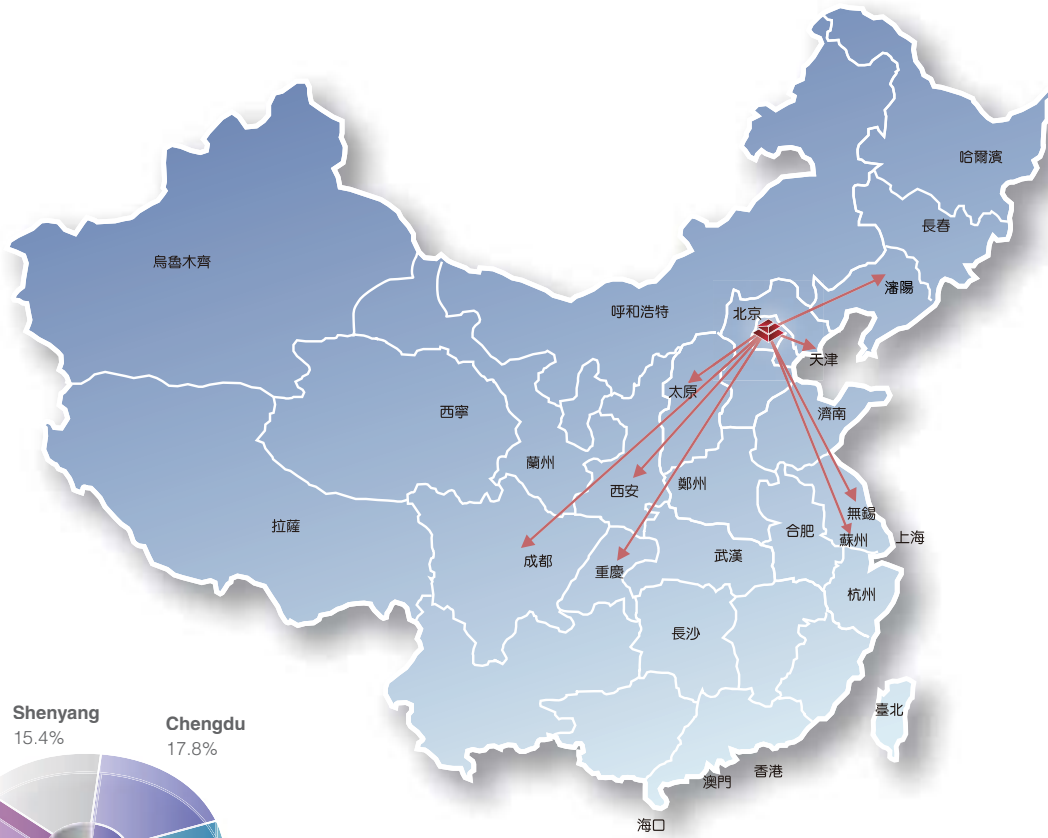 哈爾濱
長春
烏魯木齊
瀋陽
呼和浩特
北京
天津
太原
西寧
濟南
蘭州
西安
鄭州
無錫
拉薩
合肥
蘇州
上海
成都
重慶
武漢
杭州
長沙
臺北
Shenyang
15.4%
Chengdu
17.8%
澳門
香港
海口